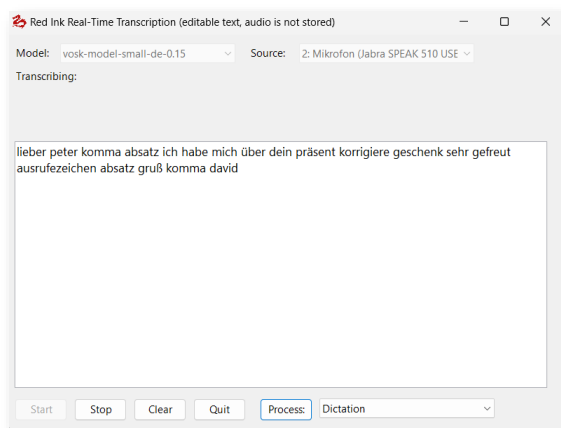 Red Ink Real-Time Transcription (editable text, audio is not stored)
Model: vosk-model-small-de-0.15 Source: 2: Mikrofon (Jabra SPEAK 510 USE
Transcribing:
lieber peter komma absatz ich habe mich über dein präsent korrigiere geschenk sehr gefreut
ausrufezeichen absatz gruß komma david
Start Stop Clear Quit Process: Dictation